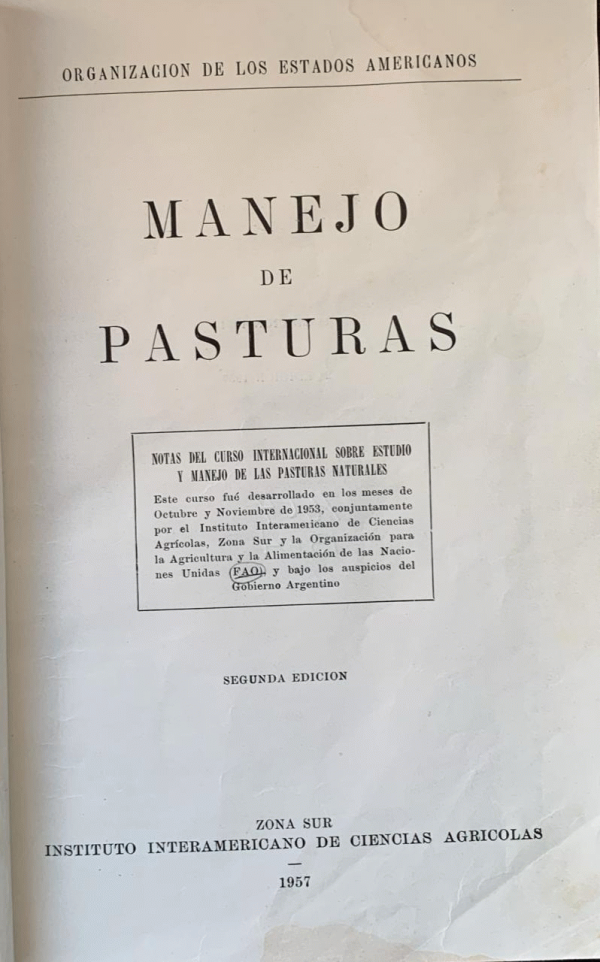 ORGANIZACION DE LOS ESTADOS AMERICANOS
MANEJO
DE
PASTURAS
NOTAS DEL CURSO INTERNACIONAL SOBRE ESTUDIO
Y MANEJO DE LAS PASTURAS NATURALES
Este curso fué desarrollado en los meses de
Octubre y Noviembre de 1953, conjuntamente
por el Instituto Interamericano de Ciencias
Agrícolas, Zona Sur y la Organización para
la Agricultura y la Alimentación de las Nacio-
nes Unidas (FAO), y bajo los auspicios del
Gobierno Argentino
SEGUNDA EDICION
ZONA SUR
INSTITUTO INTERAMERICANO DE CIENCIAS AGRICOLAS
—
1957